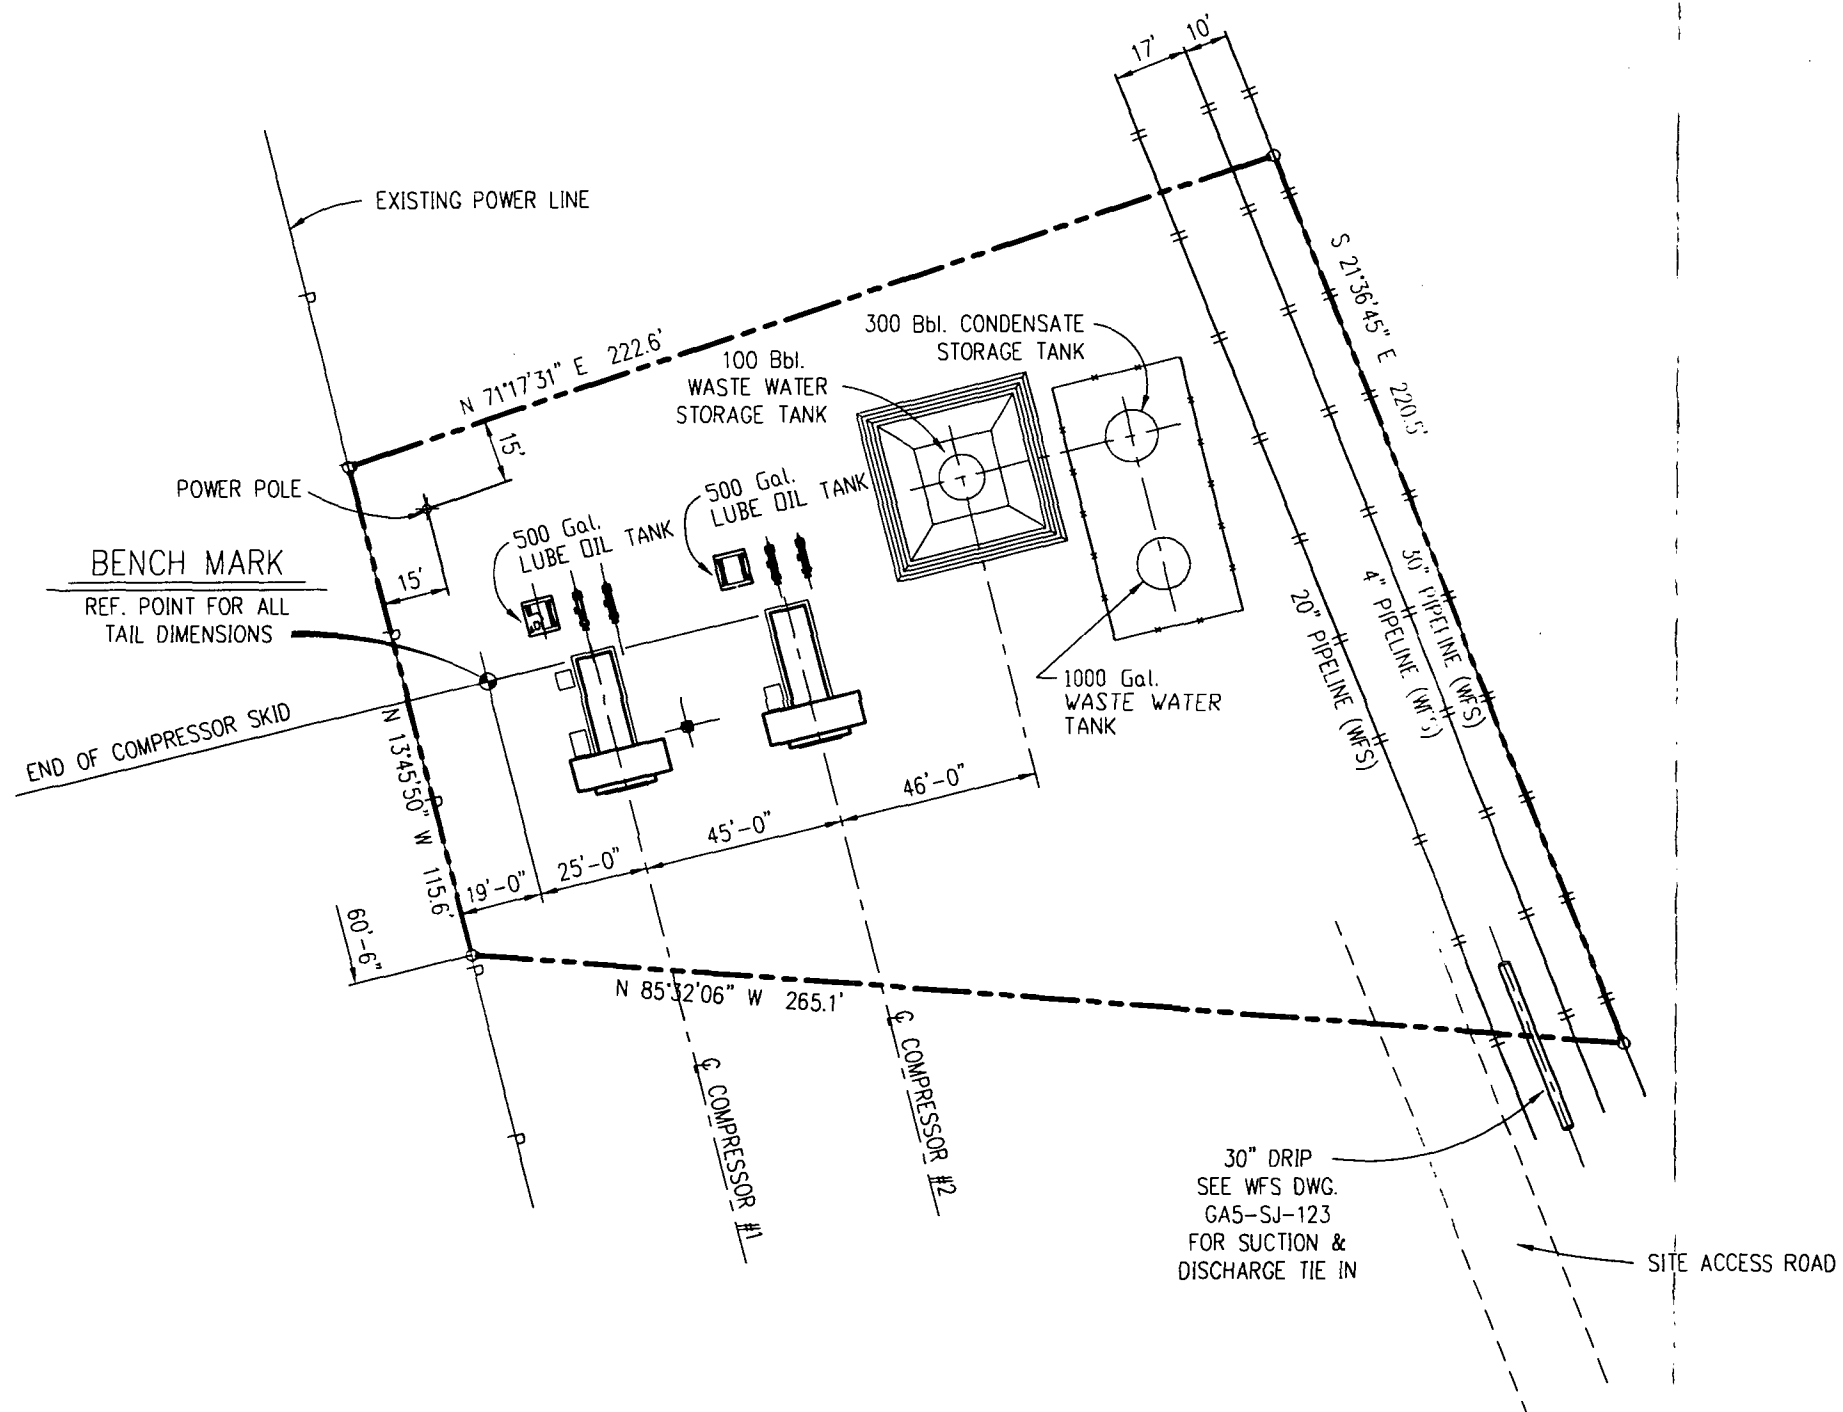 17'
10'
EXISTING POWER LINE
N 71°17'31" E 222.6'
15'
S 21°36'45" E 220.5'
300 Bbl. CONDENSATE
STORAGE TANK
100 Bbl.
WASTE WATER
STORAGE TANK
POWER POLE
500 Gal.
LUBE OIL TANK
500 Gal.
LUBE OIL TANK
BENCH MARK
REF. POINT FOR ALL
TAIL DIMENSIONS
15'
END OF COMPRESSOR SKID
N 13°45'50" W 115.6'
1000 Gal.
WASTE WATER
TANK
20" PIPELINE (WFS)
4" PIPELINE (WFS)
30" PIPELINE (WFS)
19'-0"
25'-0"
45'-0"
46'-0"
60'-6"
N 85°32'06" W 265.1'
℄ COMPRESSOR #1
℄ COMPRESSOR #2
30" DRIP
SEE WFS DWG.
GA5-SJ-123
FOR SUCTION &
DISCHARGE TIE IN
SITE ACCESS ROAD
P
P
P
P
P
P